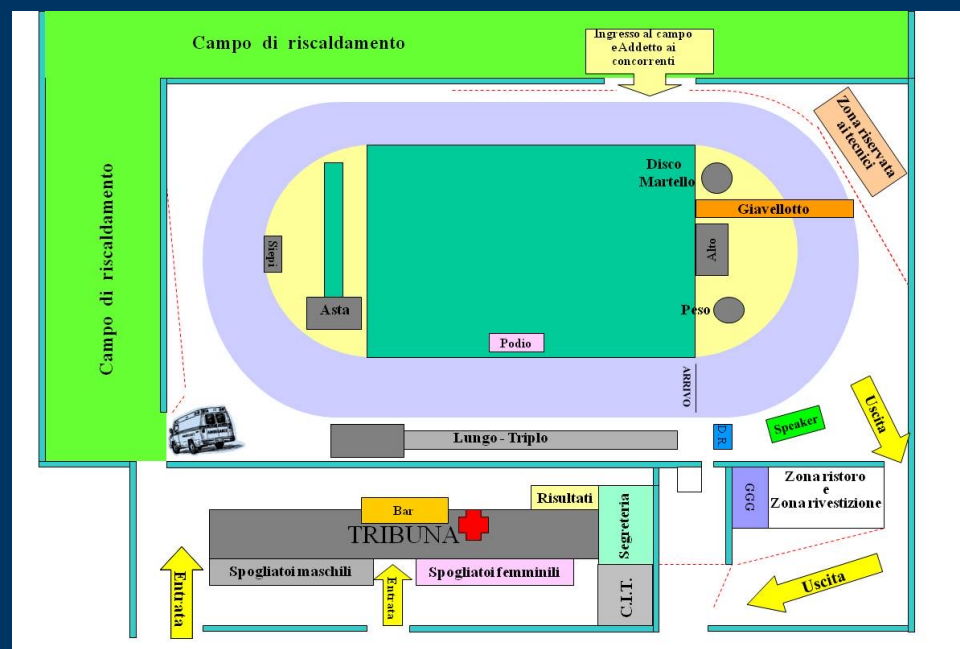 Campo di riscaldamento
Ingresso al campo
e Addetto ai
concorrenti
Zona riservata
ai tecnici
Campo di riscaldamento
Disco
Martello
Giavellotto
Siepi
Alto
Asta
Peso
Podio
ARRIVO
Uscita
Lungo - Triplo
D. R.
Speaker
Risultati
Bar
TRIBUNA
Segreteria
GGG
Zona ristoro
e
Zona rivestizione
Entrata
Spogliatoi maschili
Entrata
Spogliatoi femminili
C.I.T.
Uscita